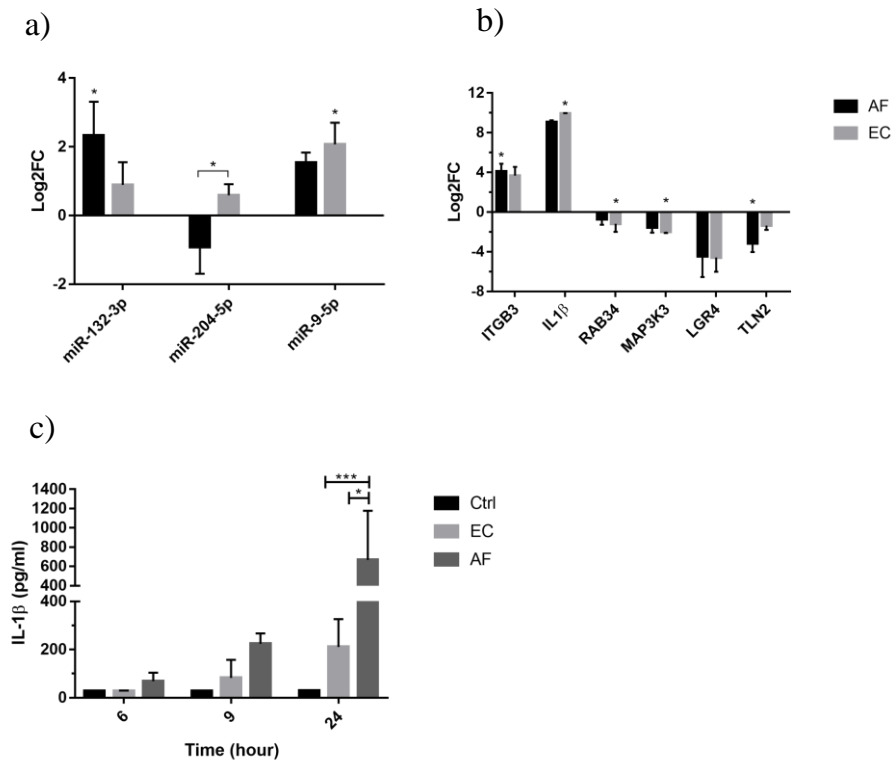 a)
Log2FC
4
2
0
-2
*
*
*
miR-132-3p
miR-204-5p
miR-9-5p
b)
Log2FC
12
8
4
0
-4
-8
*
*
*
*
*
ITGB3
IL1β
RAB34
MAP3K3
LGR4
TLN2
AF
EC
c)
IL-1β (pg/ml)
1400
1200
1000
800
600
400
400
200
0
***
*
6
9
24
Time (hour)
Ctrl
EC
AF